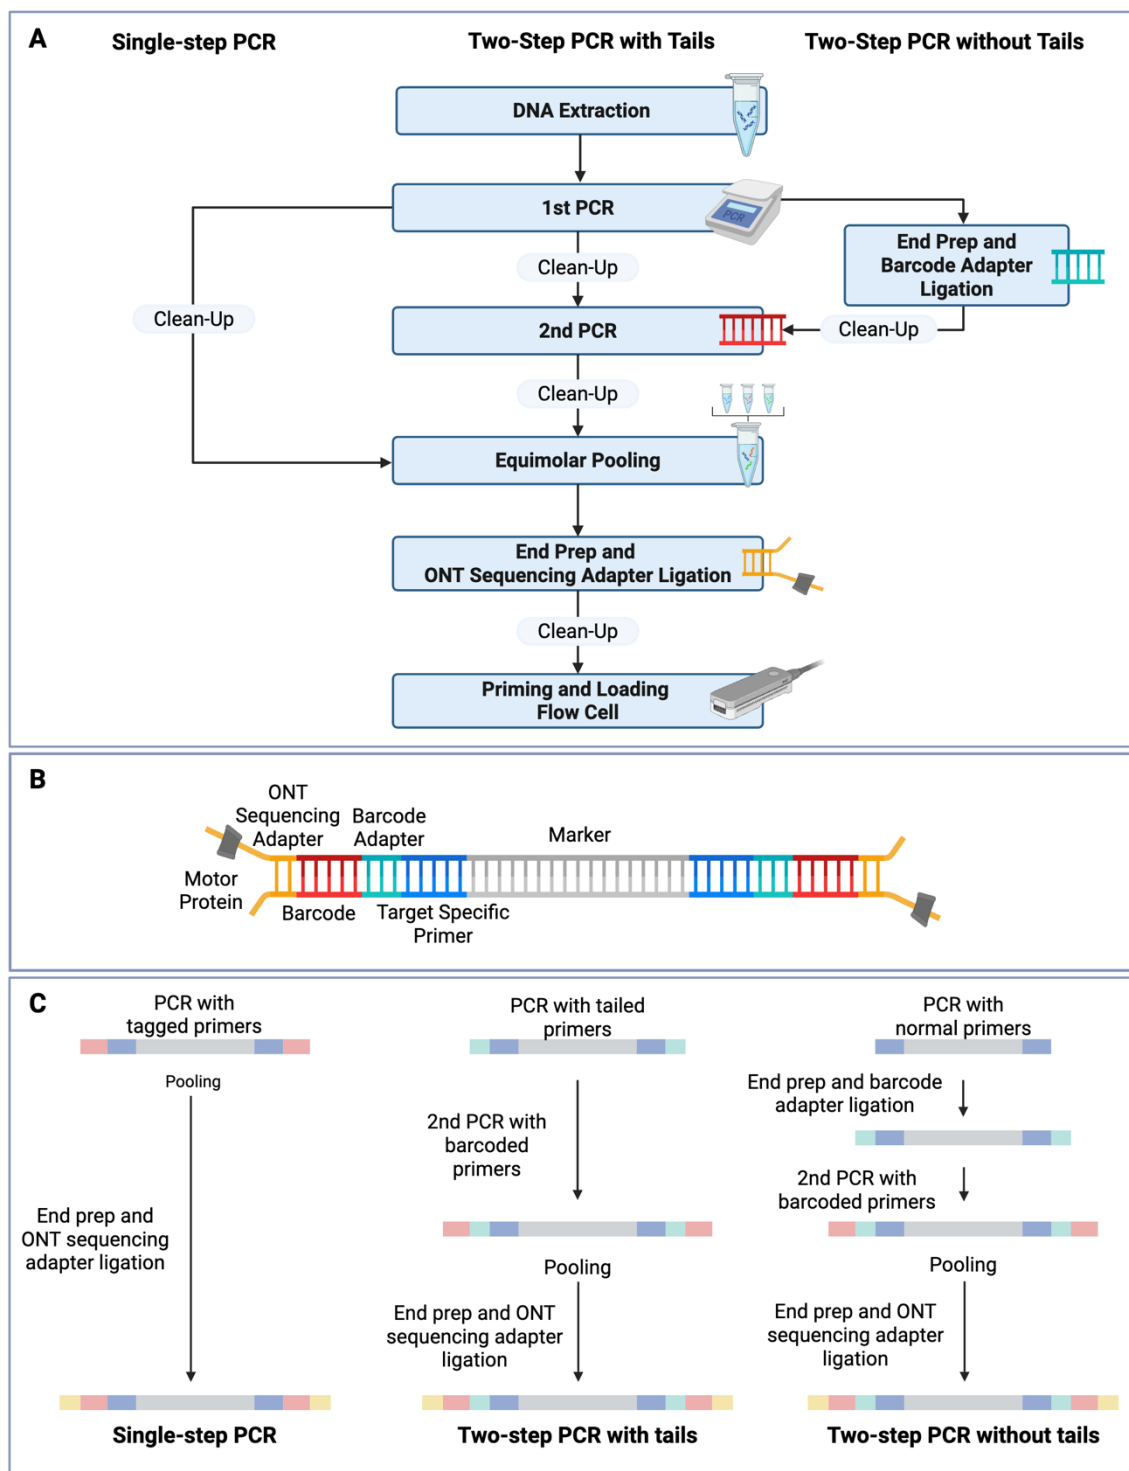 A
Single-step PCR
Two-Step PCR with Tails
Two-Step PCR without Tails
DNA Extraction
1st PCR
PCR
End Prep and
Barcode Adapter
Ligation
Clean-Up
Clean-Up
2nd PCR
Clean-Up
Clean-Up
Equimolar Pooling
End Prep and
ONT Sequencing Adapter Ligation
Clean-Up
Priming and Loading
Flow Cell
B
ONT
Sequencing
Adapter
Barcode
Adapter
Marker
Motor
Protein
Barcode
Target Specific
Primer
C
PCR with
tagged primers
Pooling
End prep and
ONT sequencing
adapter ligation
Single-step PCR
PCR with tailed
primers
2nd PCR with
barcoded
primers
Pooling
End prep and ONT
sequencing adapter
ligation
Two-step PCR with tails
PCR with
normal primers
End prep and barcode
adapter ligation
2nd PCR with
barcoded primers
Pooling
End prep and ONT
sequencing adapter
ligation
Two-step PCR without tails